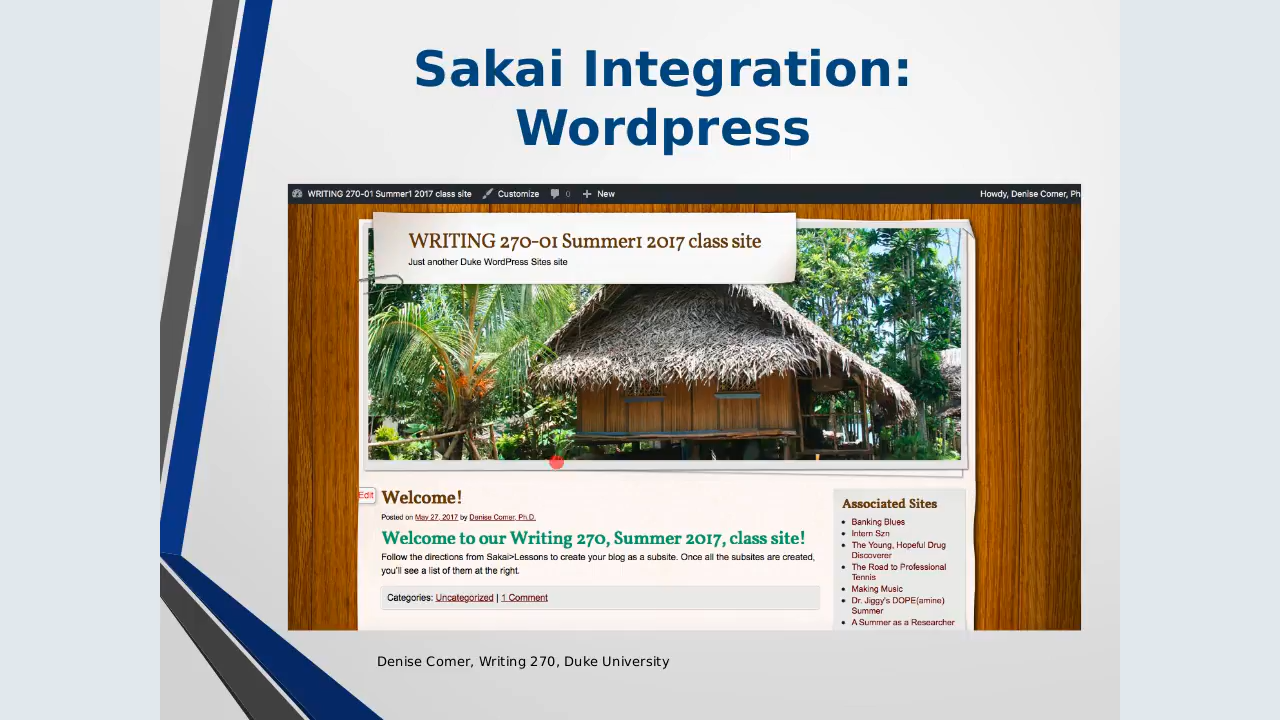 Sakai Integration:
Wordpress
WRITING 270-01 Summer1 2017 class site Customize 0 New Howdy, Denise Comer, Ph
WRITING 270-01 Summer1 2017 class site
Just another Duke WordPress Sites site
Edit
Welcome!
Posted on May 27, 2017 by Denise Comer, Ph.D.
Welcome to our Writing 270, Summer 2017, class site!
Follow the directions from Sakai>Lessons to create your blog as a subsite. Once all the subsites are created,
you'll see a list of them at the right.
Categories: Uncategorized | 1 Comment
Associated Sites
Banking Blues
Intern Szn
The Young, Hopeful Drug
Discoverer
The Road to Professional
Tennis
Making Music
Dr. Jiggy's DOPE(amine)
Summer
A Summer as a Researcher
Denise Comer, Writing 270, Duke University